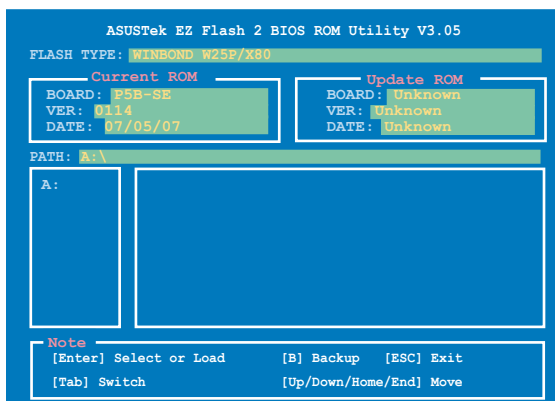 ASUSTek EZ Flash 2 BIOS ROM Utility V3.05
FLASH TYPE: WINBOND W25P/X80
Current ROM
BOARD: P5B-SE
VER: 0114
DATE: 07/05/07
Update ROM
BOARD: Unknown
VER: Unknown
DATE: Unknown
PATH: A:\
A:
Note
[Enter] Select or Load [B] Backup [ESC] Exit
[Tab] Switch [Up/Down/Home/End] Move